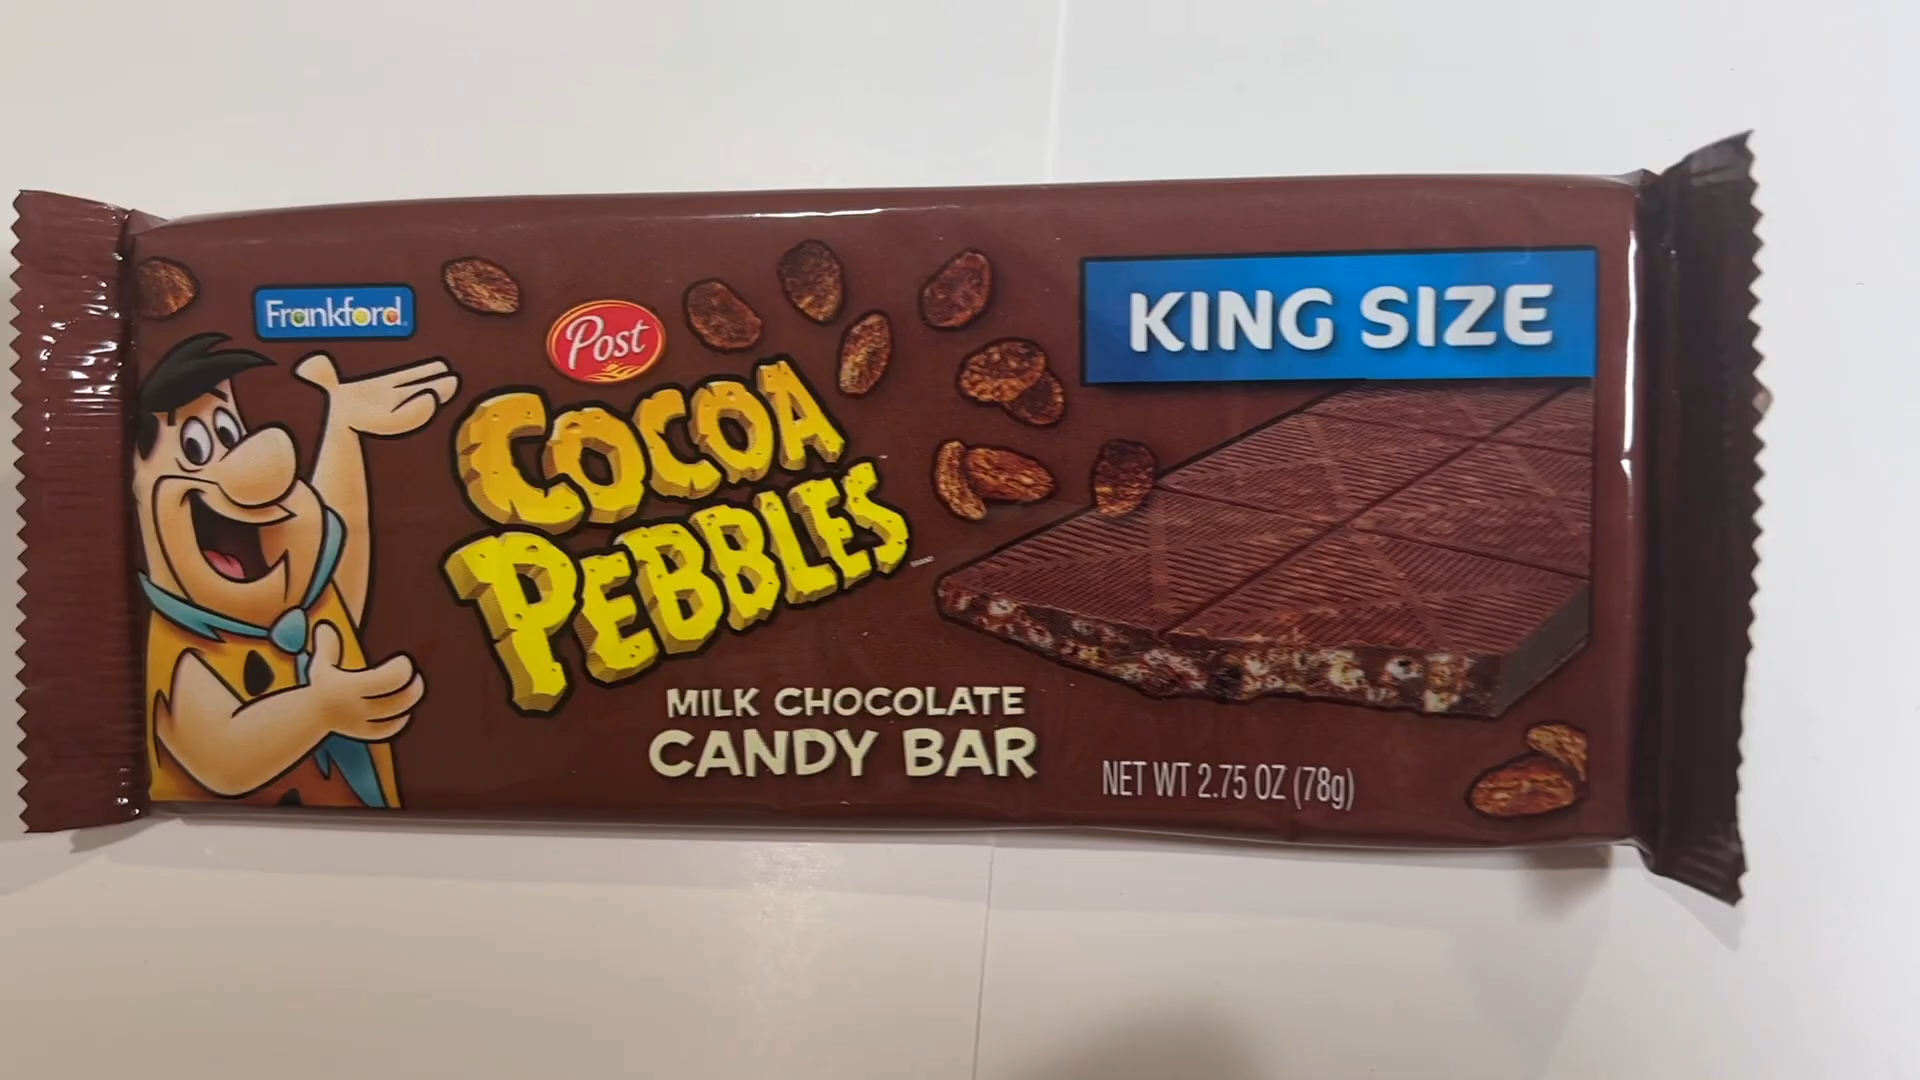 Frankford
Post
COCOA
PEBBLES
MILK CHOCOLATE
CANDY BAR
KING SIZE
NET WT 2.75 OZ (78g)